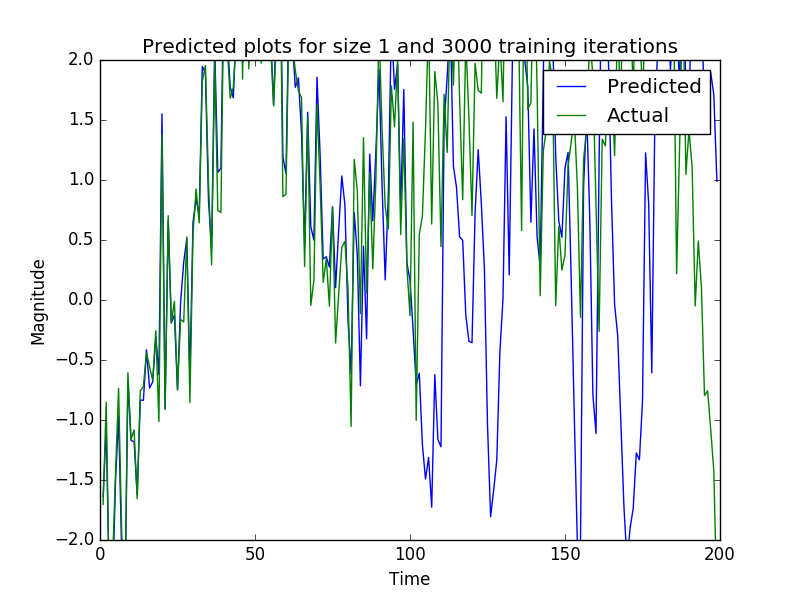 Predicted plots for size 1 and 3000 training iterations
2.0
1.5
1.0
0.5
0.0
−0.5
−1.0
−1.5
−2.0
Magnitude
Predicted
Actual
0 50 100 150 200
Time